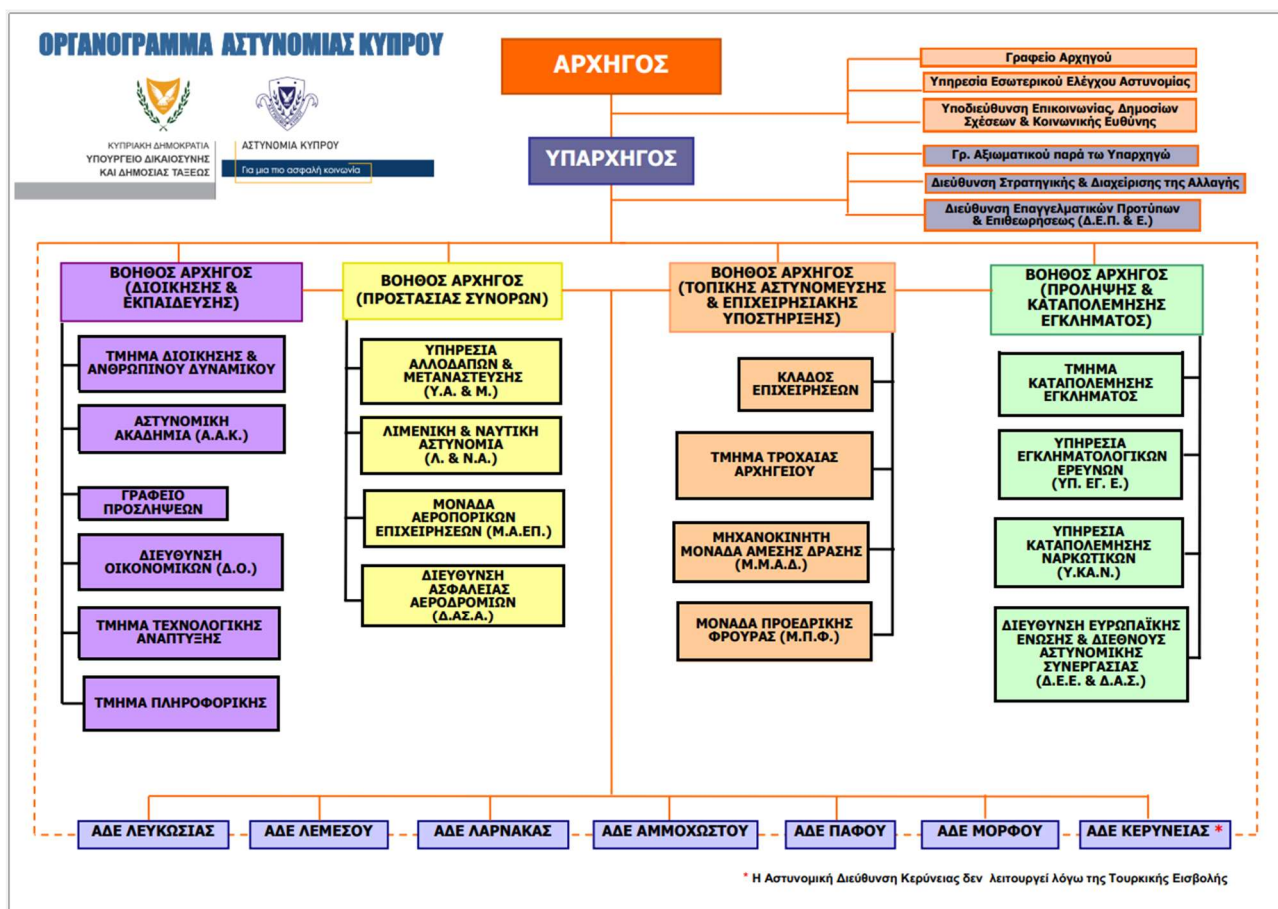 ΟΡΓΑΝΟΓΡΑΜΜΑ ΑΣΤΥΝΟΜΙΑΣ ΚΥΠΡΟΥ
ΚΥΠΡΙΑΚΗ ΔΗΜΟΚΡΑΤΙΑ
ΥΠΟΥΡΓΕΙΟ ΔΙΚΑΙΟΣΥΝΗΣ
ΚΑΙ ΔΗΜΟΣΙΑΣ ΤΑΞΕΩΣ
ΑΣΤΥΝΟΜΙΑ ΚΥΠΡΟΥ
Για μια πιο ασφαλή κοινωνία
ΑΡΧΗΓΟΣ
Γραφείο Αρχηγού
Υπηρεσία Εσωτερικού Ελέγχου Αστυνομίας
Υποδιεύθυνση Επικοινωνίας, Δημοσίων
Σχέσεων & Κοινωνικής Ευθύνης
ΥΠΑΡΧΗΓΟΣ
Γρ. Αξιωματικού παρά τω Υπαρχηγώ
Διεύθυνση Στρατηγικής & Διαχείρισης της Αλλαγής
Διεύθυνση Επαγγελματικών Προτύπων
& Επιθεωρήσεως (Δ.Ε.Π. & Ε.)
ΒΟΗΘΟΣ ΑΡΧΗΓΟΣ
(ΔΙΟΙΚΗΣΗΣ &
ΕΚΠΑΙΔΕΥΣΗΣ)
ΤΜΗΜΑ ΔΙΟΙΚΗΣΗΣ &
ΑΝΘΡΩΠΙΝΟΥ ΔΥΝΑΜΙΚΟΥ
ΑΣΤΥΝΟΜΙΚΗ
ΑΚΑΔΗΜΙΑ (Α.Α.Κ.)
ΓΡΑΦΕΙΟ
ΠΡΟΣΛΗΨΕΩΝ
ΔΙΕΥΘΥΝΣΗ
ΟΙΚΟΝΟΜΙΚΩΝ (Δ.Ο.)
ΤΜΗΜΑ ΤΕΧΝΟΛΟΓΙΚΗΣ
ΑΝΑΠΤΥΞΗΣ
ΤΜΗΜΑ ΠΛΗΡΟΦΟΡΙΚΗΣ
ΒΟΗΘΟΣ ΑΡΧΗΓΟΣ
(ΠΡΟΣΤΑΣΙΑΣ ΣΥΝΟΡΩΝ)
ΥΠΗΡΕΣΙΑ
ΑΛΛΟΔΑΠΩΝ &
ΜΕΤΑΝΑΣΤΕΥΣΗΣ
(Υ.Α. & Μ.)
ΛΙΜΕΝΙΚΗ & ΝΑΥΤΙΚΗ
ΑΣΤΥΝΟΜΙΑ
(Λ. & Ν.Α.)
ΜΟΝΑΔΑ
ΑΕΡΟΠΟΡΙΚΩΝ
ΕΠΙΧΕΙΡΗΣΕΩΝ (Μ.Α.ΕΠ.)
ΔΙΕΥΘΥΝΣΗ
ΑΣΦΑΛΕΙΑΣ
ΑΕΡΟΔΡΟΜΙΩΝ
(Δ.ΑΣ.Α.)
ΒΟΗΘΟΣ ΑΡΧΗΓΟΣ
(ΤΟΠΙΚΗΣ ΑΣΤΥΝΟΜΕΥΣΗΣ
& ΕΠΙΧΕΙΡΗΣΙΑΚΗΣ
ΥΠΟΣΤΗΡΙΞΗΣ)
ΚΛΑΔΟΣ
ΕΠΙΧΕΙΡΗΣΕΩΝ
ΤΜΗΜΑ ΤΡΟΧΑΙΑΣ
ΑΡΧΗΓΕΙΟΥ
ΜΗΧΑΝΟΚΙΝΗΤΗ
ΜΟΝΑΔΑ ΑΜΕΣΗΣ ΔΡΑΣΗΣ
(Μ.Μ.Α.Δ.)
ΜΟΝΑΔΑ ΠΡΟΕΔΡΙΚΗΣ
ΦΡΟΥΡΑΣ (Μ.Π.Φ.)
ΒΟΗΘΟΣ ΑΡΧΗΓΟΣ
(ΠΡΟΛΗΨΗΣ &
ΚΑΤΑΠΟΛΕΜΗΣΗΣ
ΕΓΚΛΗΜΑΤΟΣ)
ΤΜΗΜΑ
ΚΑΤΑΠΟΛΕΜΗΣΗΣ
ΕΓΚΛΗΜΑΤΟΣ
ΥΠΗΡΕΣΙΑ
ΕΓΚΛΗΜΑΤΟΛΟΓΙΚΩΝ
ΕΡΕΥΝΩΝ
(ΥΠ. ΕΓ. Ε.)
ΥΠΗΡΕΣΙΑ
ΚΑΤΑΠΟΛΕΜΗΣΗΣ
ΝΑΡΚΩΤΙΚΩΝ
(Υ.ΚΑ.Ν.)
ΔΙΕΥΘΥΝΣΗ ΕΥΡΩΠΑΪΚΗΣ
ΕΝΩΣΗΣ & ΔΙΕΘΝΟΥΣ
ΑΣΤΥΝΟΜΙΚΗΣ
ΣΥΝΕΡΓΑΣΙΑΣ
(Δ.Ε.Ε. & Δ.Α.Σ.)
ΑΔΕ ΛΕΥΚΩΣΙΑΣ
ΑΔΕ ΛΕΜΕΣΟΥ
ΑΔΕ ΛΑΡΝΑΚΑΣ
ΑΔΕ ΑΜΜΟΧΩΣΤΟΥ
ΑΔΕ ΠΑΦΟΥ
ΑΔΕ ΜΟΡΦΟΥ
ΑΔΕ ΚΕΡΥΝΕΙΑΣ *
* Η Αστυνομική Διεύθυνση Κερύνειας δεν λειτουργεί λόγω της Τουρκικής Εισβολής